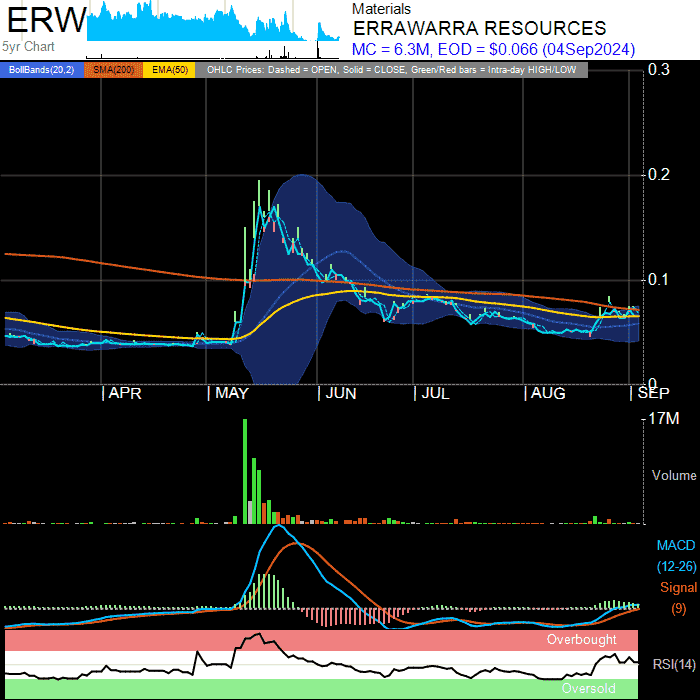 ERW
5yr Chart
Materials
ERRAWARRA RESOURCES
MC = 6.3M, EOD = $0.066 (04Sep2024)
BollBands(20,2) SMA(200) EMA(50) OHLC Prices: Dashed = OPEN, Solid = CLOSE, Green/Red bars = Intra-day HIGH/LOW
0.3
0.2
0.1
0
APR MAY JUN JUL AUG SEP
17M
Volume
MACD
(12-26)
Signal
(9)
Overbought
RSI(14)
Oversold